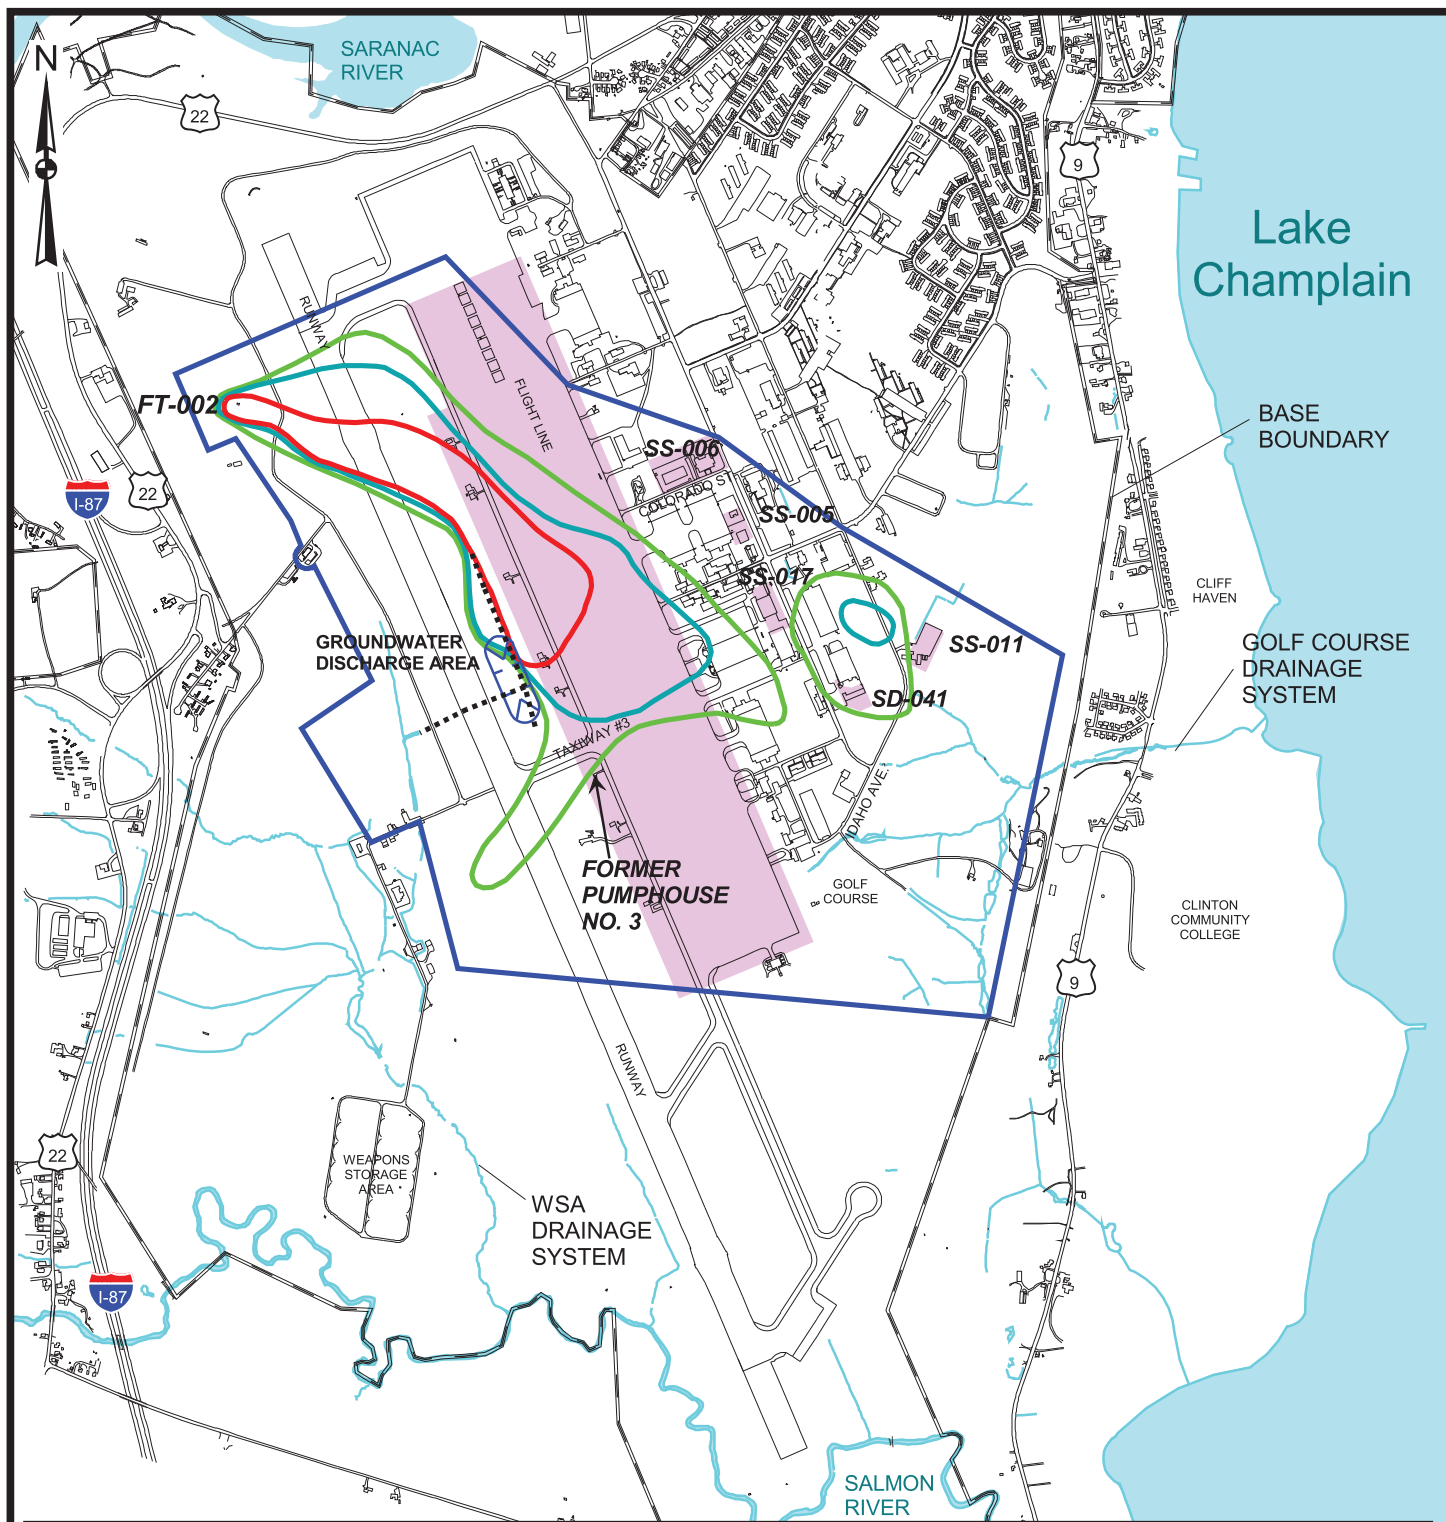 SARANAC
RIVER
N
22
9
Lake
Champlain
RUNWAY
FLIGHT LINE
FT-002
BASE
BOUNDARY
SS-006
I-87
22
COLORADO ST
SS-005
SS-017
CLIFF
HAVEN
GROUNDWATER
DISCHARGE AREA
SS-011
GOLF COURSE
DRAINAGE
SYSTEM
SD-041
TAXIWAY #3
IDAHO AVE.
FORMER
PUMPHOUSE
NO. 3
GOLF
COURSE
CLINTON
COMMUNITY
COLLEGE
9
RUNWAY
22
WEAPONS
STORAGE
AREA
WSA
DRAINAGE
SYSTEM
I-87
SALMON
RIVER